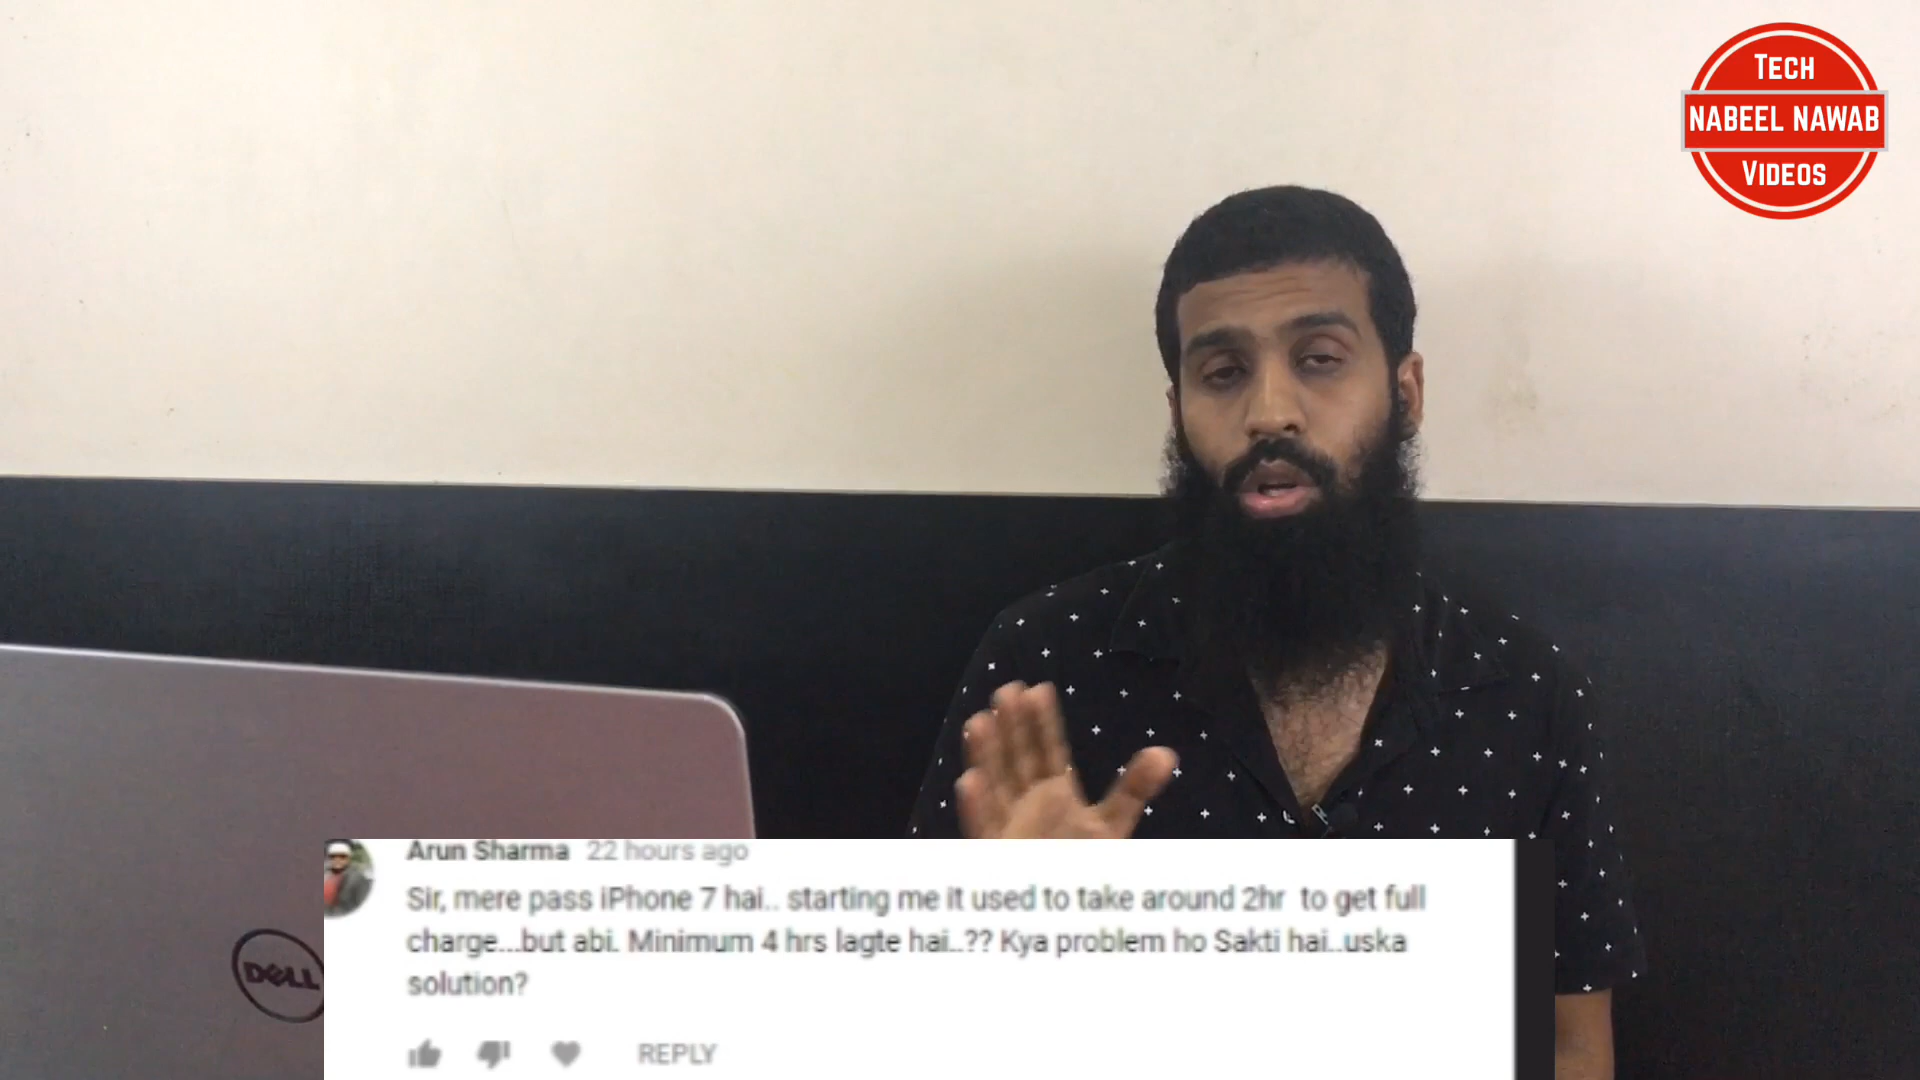 TECH
NABEEL NAWAB
VIDEOS
Arun Sharma 22 hours ago
Sir, mere pass iPhone 7 hai.. starting me it used to take around 2hr to get full
charge...but abi. Minimum 4 hrs lagte hai..?? Kya problem ho Sakti hai..uska
solution?
DELL
REPLY